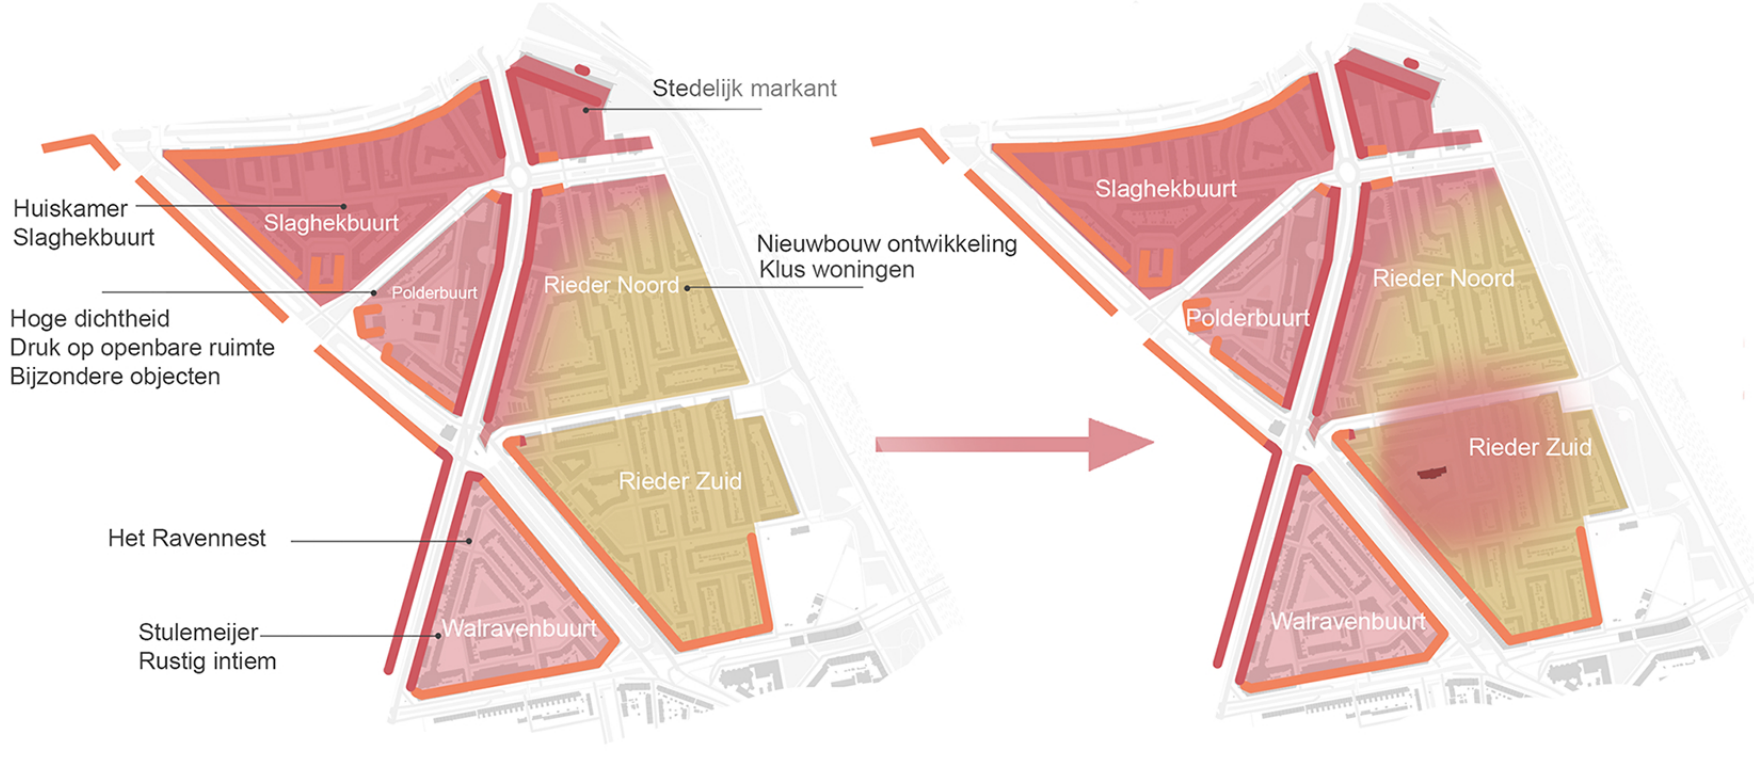 Stedelijk markant
Huiskamer
Slaghekbuurt
Slaghekbuurt
Nieuwbouw ontwikkeling
Klus woningen
Rieder Noord
Polderbuurt
Hoge dichtheid
Druk op openbare ruimte
Bijzondere objecten
Rieder Zuid
Het Ravennest
Stulemeijer
Rustig intiem
Walravenbuurt
Slaghekbuurt
Rieder Noord
Polderbuurt
Rieder Zuid
Walravenbuurt